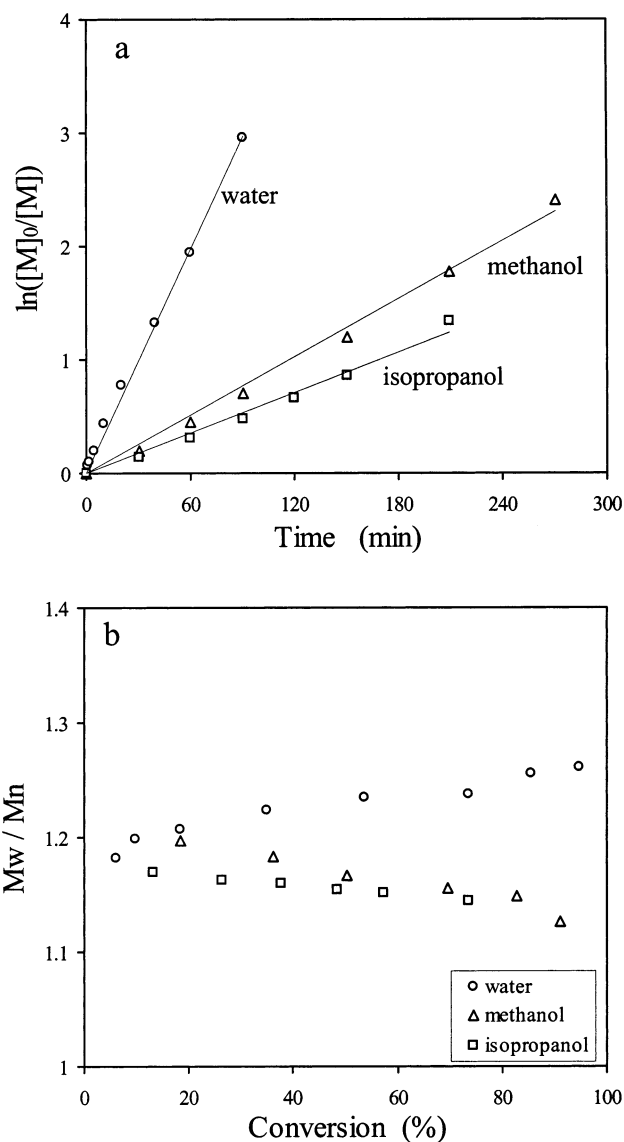 a
4
3
2
1
0
ln([M]₀/[M])
water
methanol
isopropanol
0 60 120 180 240 300
Time (min)
b
1.4
1.3
1.2
1.1
1
Mw / Mn
water
methanol
isopropanol
0 20 40 60 80 100
Conversion (%)